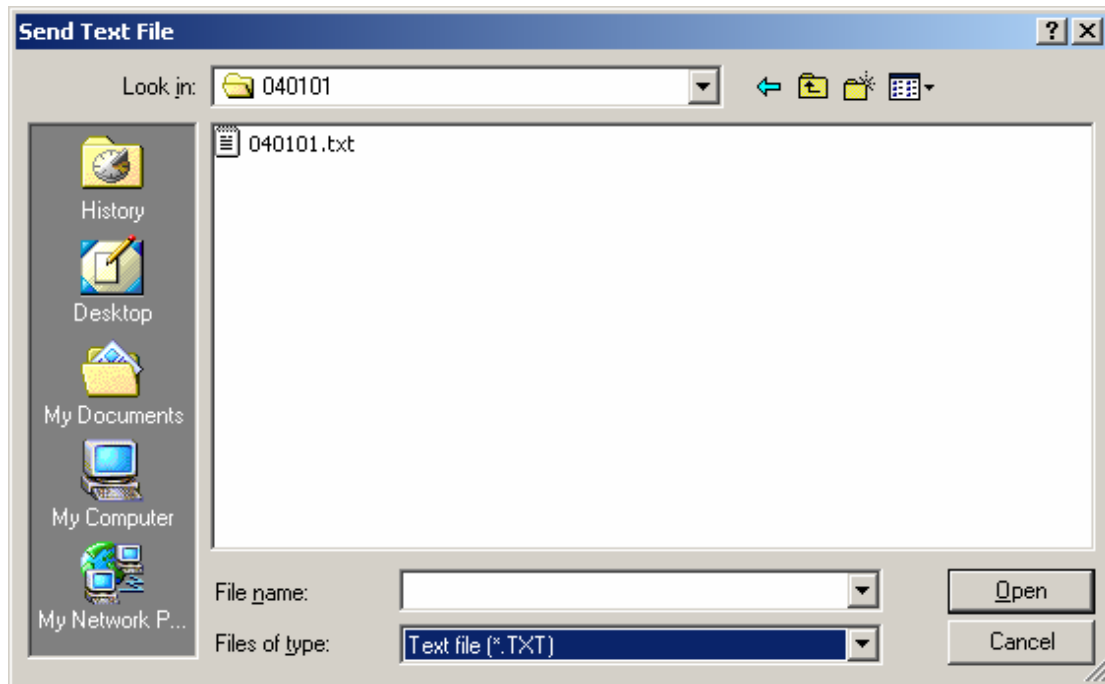 Send Text File
Look in: 040101
040101.txt
History
Desktop
My Documents
My Computer
My Network P...
File name:
Open
Files of type: Text file (*.TXT)
Cancel